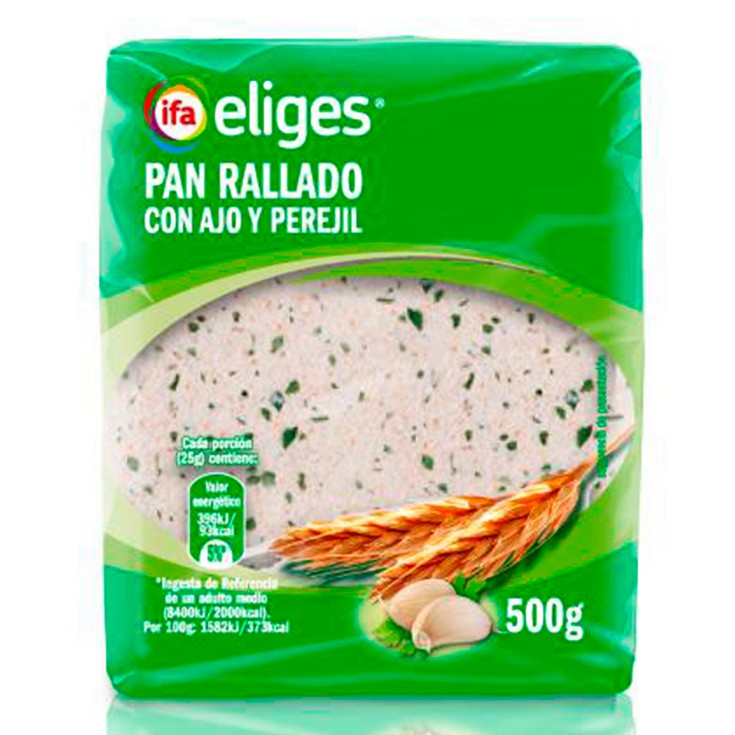 ifa eliges®
PAN RALLADO
CON AJO Y PEREJIL
Cada porción
(25g) contiene:
Valor
energético
396kJ/
93kcal
5%*
*Ingesta de Referencia
de un adulto medio
(8400kJ/2000kcal).
Por 100g: 1582kJ/373kcal
500g